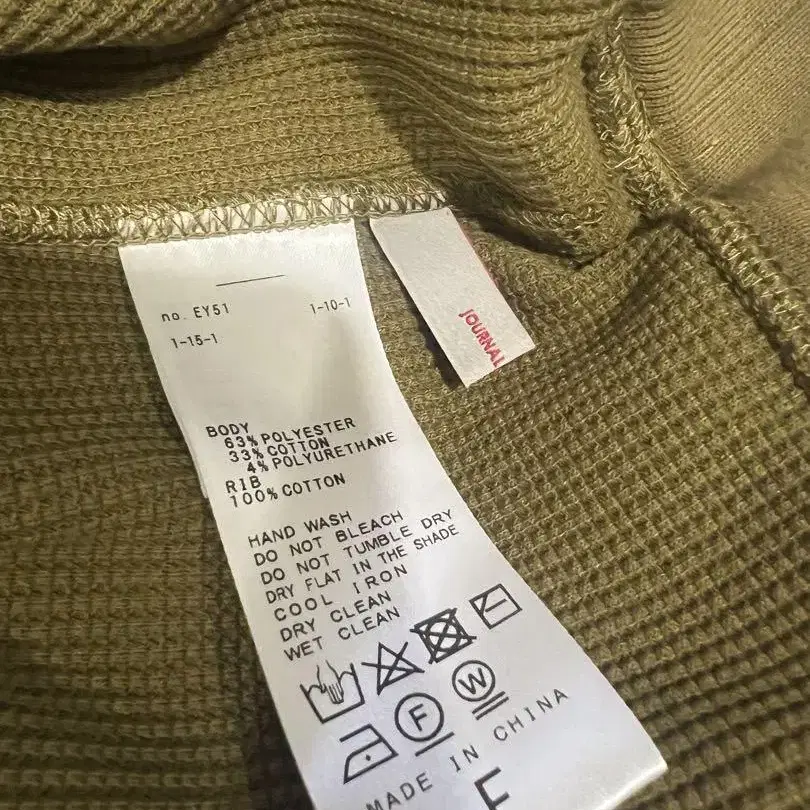 no. EY51 1-10-1
1-15-1
BODY
63% POLYESTER
33% COTTON
4% POLYURETHANE
RIB
100% COTTON
HAND WASH
DO NOT BLEACH
DO NOT TUMBLE DRY
DRY FLAT IN THE SHADE
COOL IRON
DRY CLEAN
WET CLEAN
W
F
MADE IN CHINA
F
JOURNAL